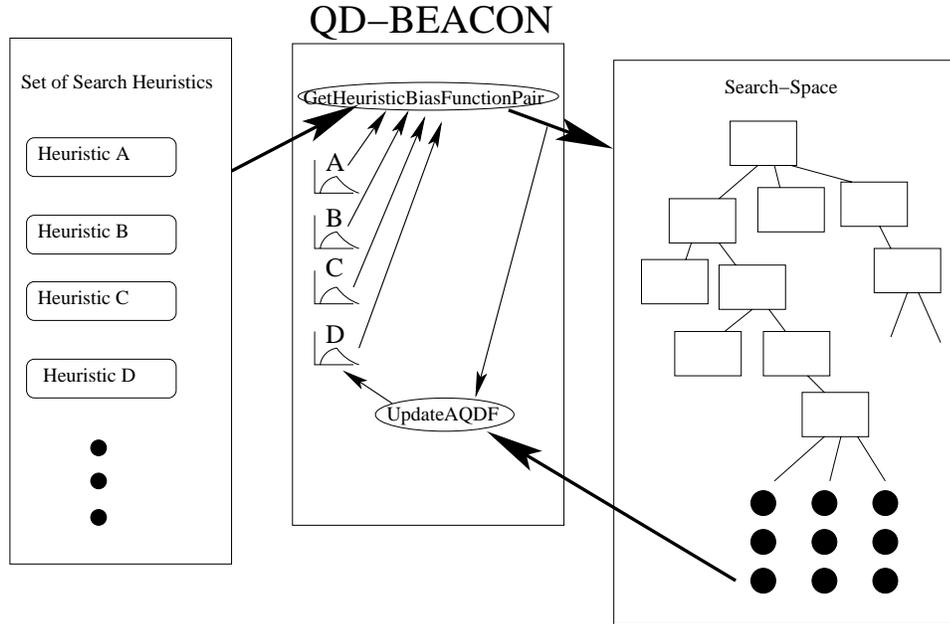 QD−BEACON
Set of Search Heuristics
Heuristic A
Heuristic B
Heuristic C
Heuristic D
GetHeuristicBiasFunctionPair
A
B
C
D
UpdateAQDF
Search−Space